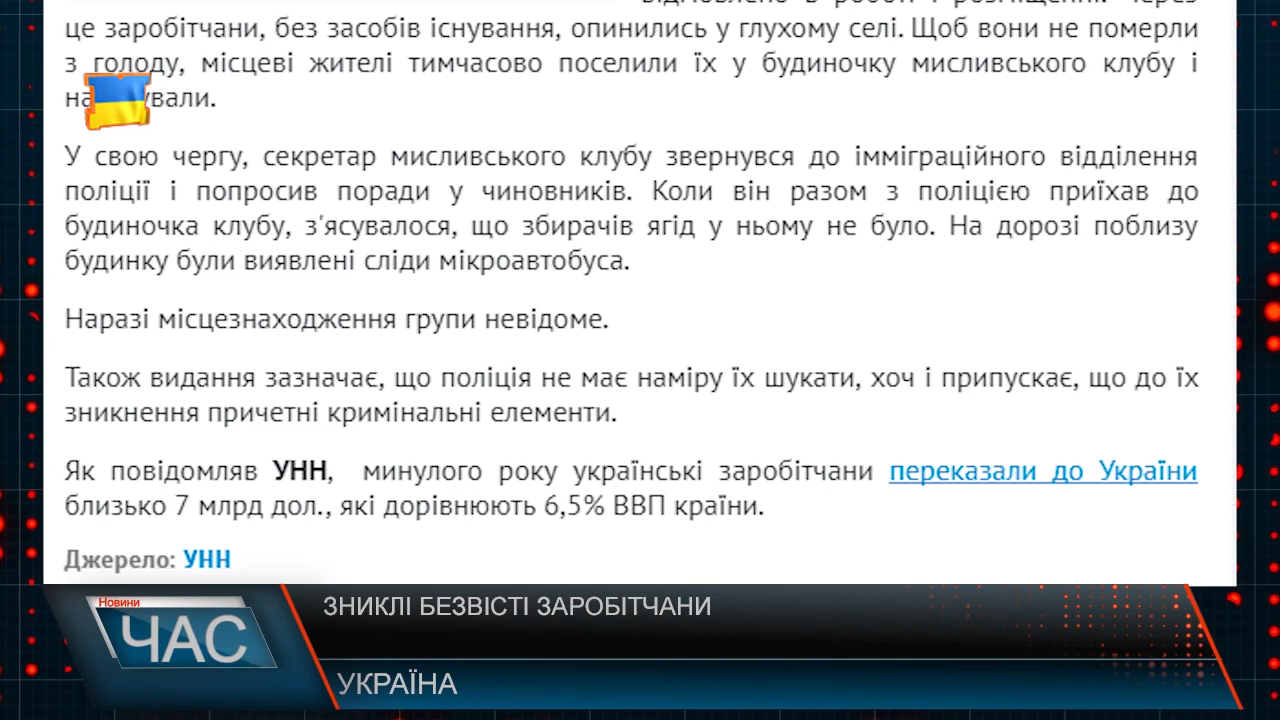 це заробітчани, без засобів існування, опинились у глухому селі. Щоб вони не померли
з голоду, місцеві жителі тимчасово поселили їх у будиночку мисливського клубу і
У свою чергу, секретар мисливського клубу звернувся до імміграційного відділення
поліції і попросив поради у чиновників. Коли він разом з поліцією приїхав до
будиночка клубу, з'ясувалося, що збирачів ягід у ньому не було. На дорозі поблизу
будинку були виявлені сліди мікроавтобуса.
Наразі місцезнаходження групи невідоме.
Також видання зазначає, що поліція не має наміру їх шукати, хоч і припускає, що до їх
зникнення причетні кримінальні елементи.
Як повідомляв УНН, минулого року українські заробітчани переказали до України
близько 7 млрд дол., які дорівнюють 6,5% ВВП країни.
Джерело: УНН
Новини
ЧАС
ЗНИКЛІ БЕЗВІСТІ ЗАРОБІТЧАНИ
УКРАЇНА